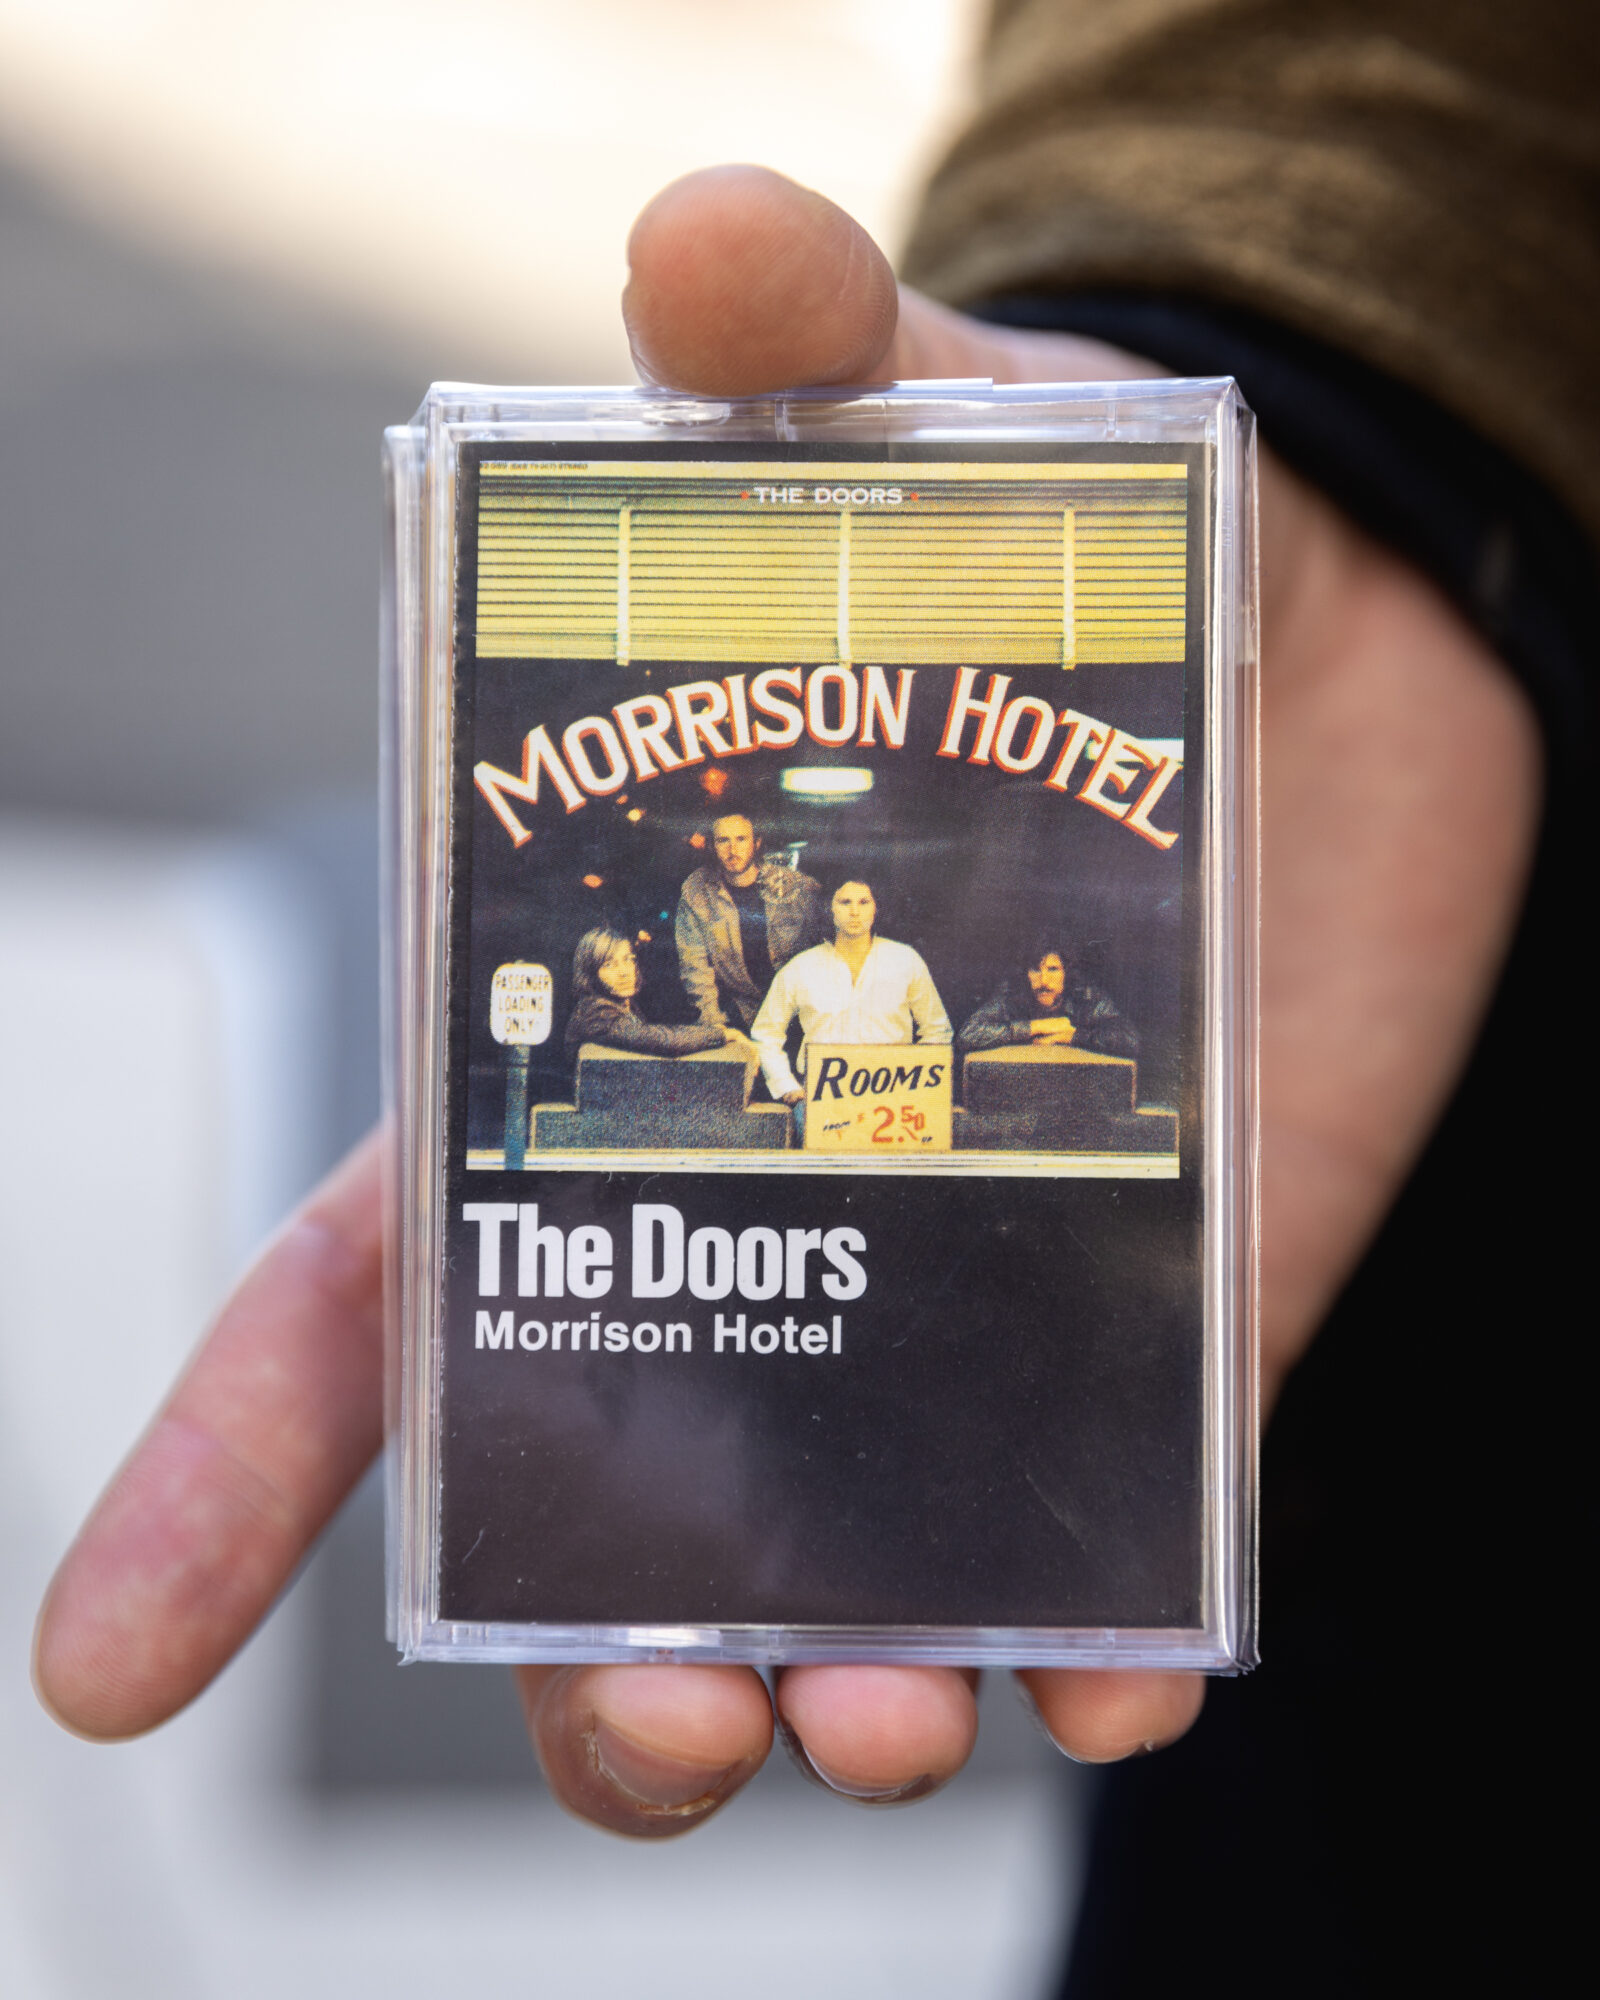 • THE DOORS •
MORRISON HOTEL
PASSENGER
LOADING
ONLY
ROOMS
FROM $2.50 UP
The Doors
Morrison Hotel